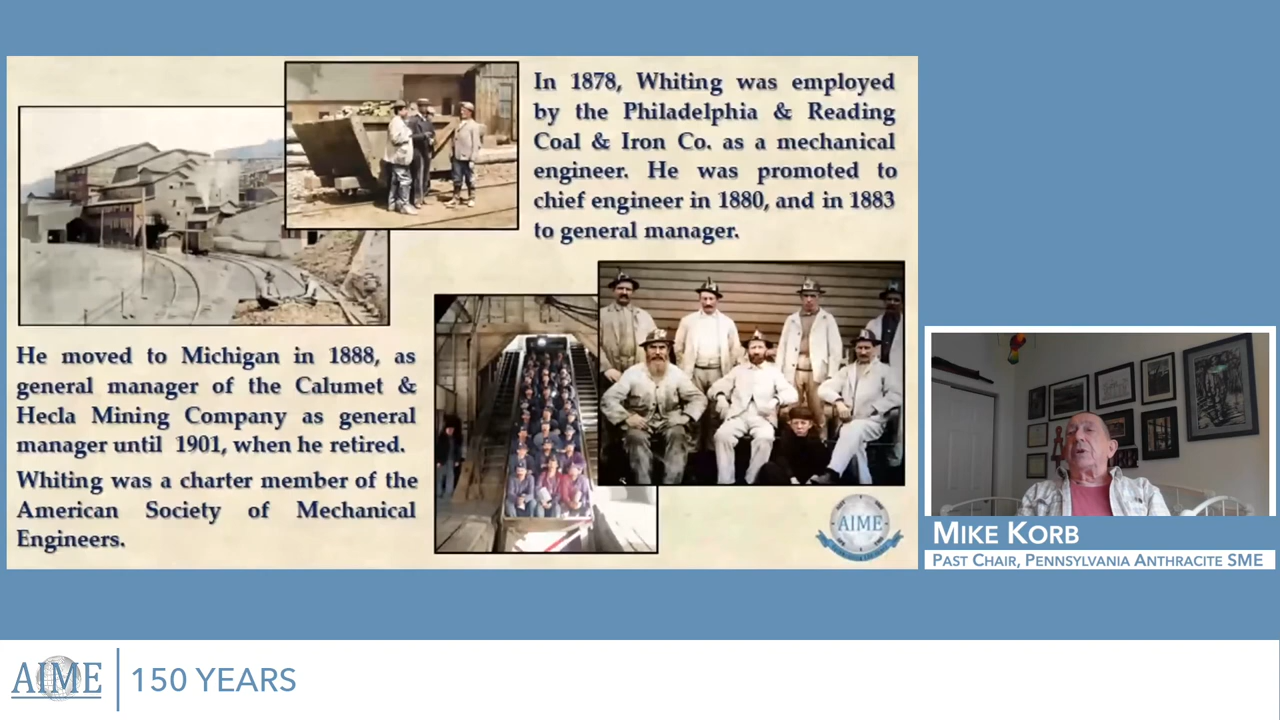 In 1878, Whiting was employed
by the Philadelphia & Reading
Coal & Iron Co. as a mechanical
engineer. He was promoted to
chief engineer in 1880, and in 1883
to general manager.
He moved to Michigan in 1888, as
general manager of the Calumet &
Hecla Mining Company as general
manager until 1901, when he retired.
Whiting was a charter member of the
American Society of Mechanical
Engineers.
AIME
MIKE KORB
PAST CHAIR, PENNSYLVANIA ANTHRACITE SME
AIME
150 YEARS